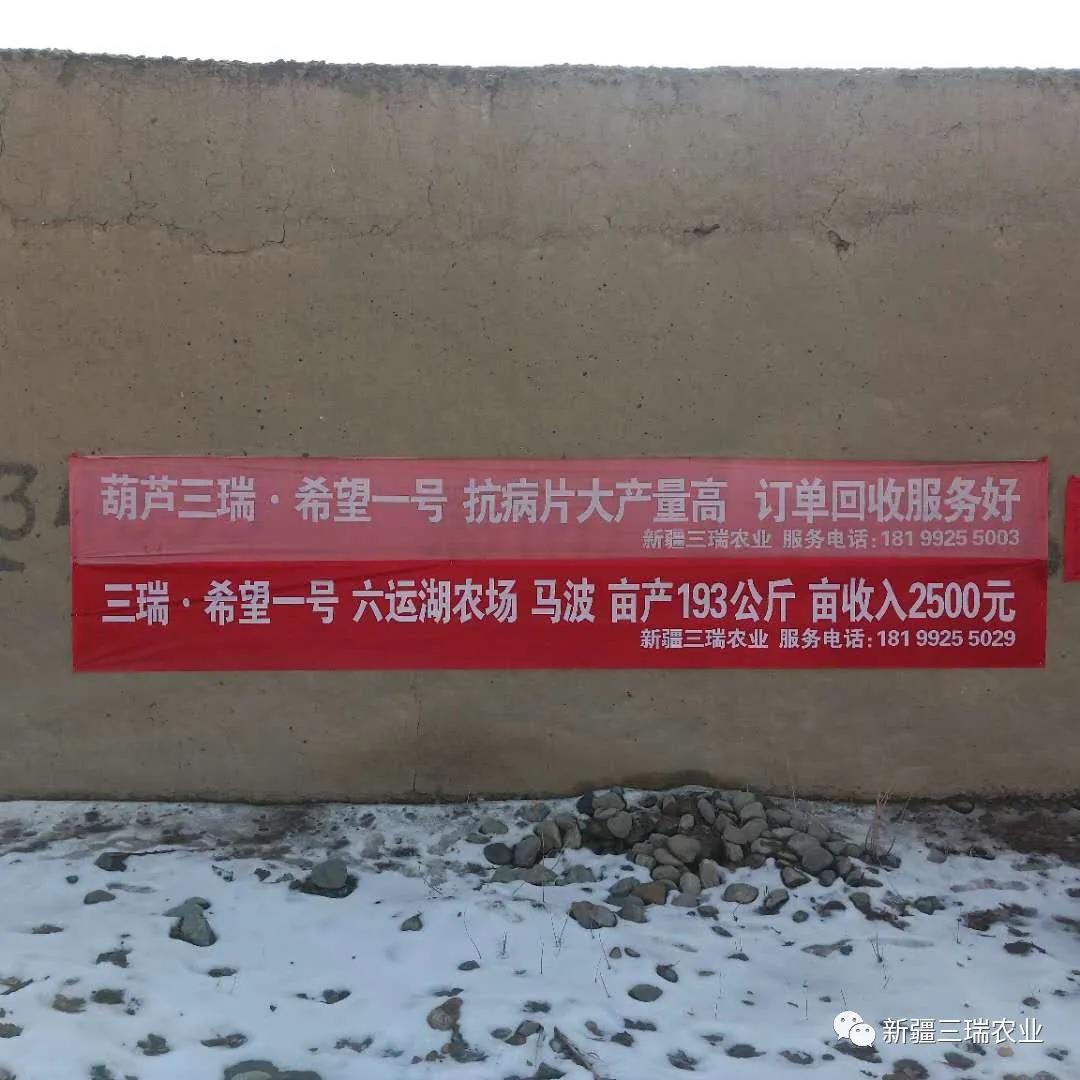 葫芦三瑞·希望一号 抗病片大产量高 订单回收服务好
新疆三瑞农业 服务电话:181 9925 5003
三瑞·希望一号 六运湖农场 马波 亩产193公斤 亩收入2500元
新疆三瑞农业 服务电话:181 9925 5029
新疆三瑞农业